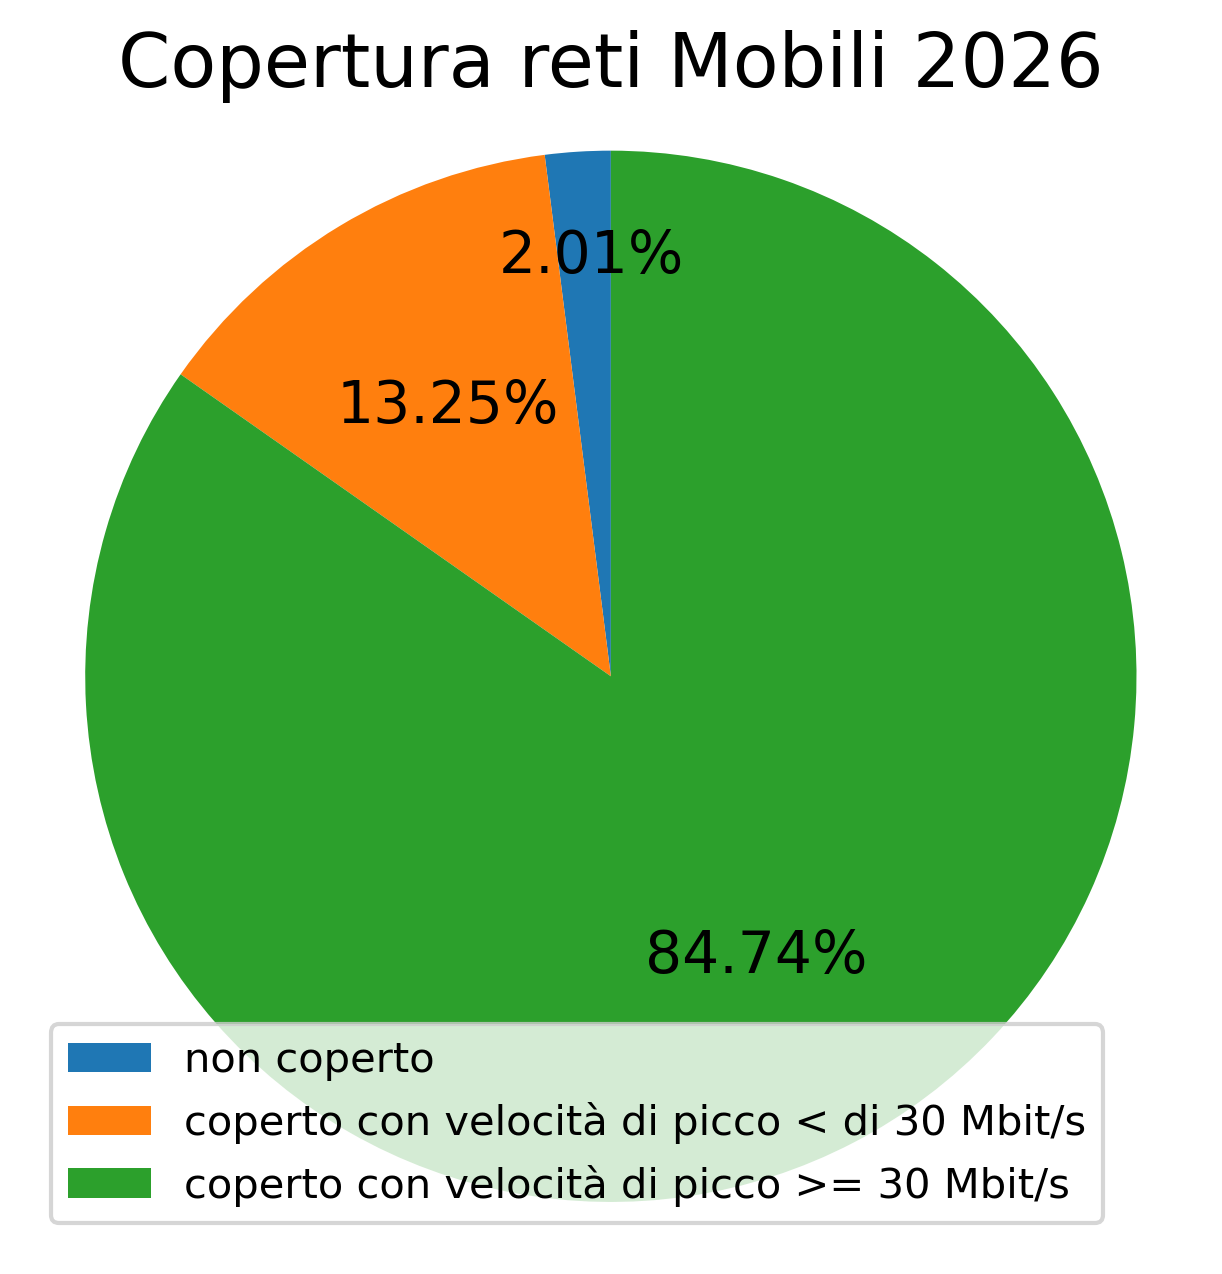 Copertura reti Mobili 2026
2.01%
13.25%
84.74%
non coperto
coperto con velocità di picco < di 30 Mbit/s
coperto con velocità di picco >= 30 Mbit/s